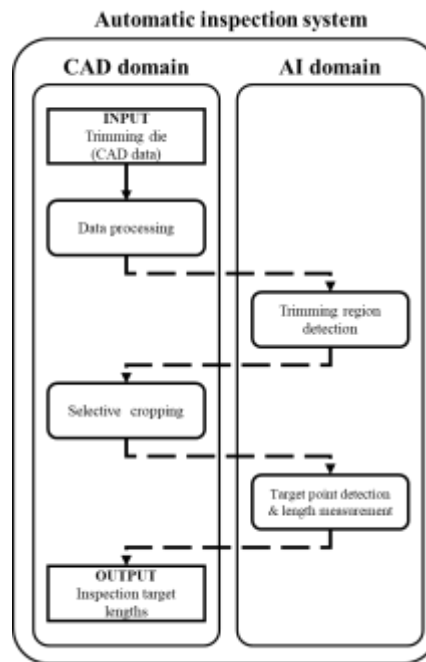 Automatic inspection system
CAD domain
AI domain
INPUT
Trimming die
(CAD data)
Data processing
Trimming region
detection
Selective cropping
Target point detection
& length measurement
OUTPUT
Inspection target
lengths